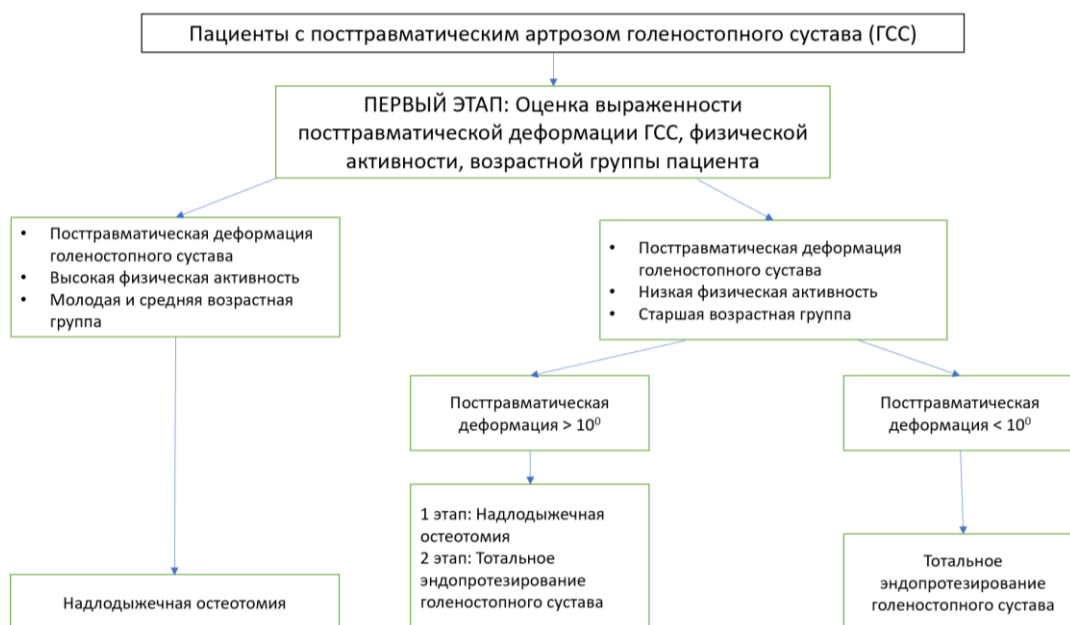 Пациенты с посттравматическим артрозом голеностопного сустава (ГСС)
ПЕРВЫЙ ЭТАП: Оценка выраженности
посттравматической деформации ГСС, физической
активности, возрастной группы пациента
• Посттравматическая деформация
голеностопного сустава
• Высокая физическая активность
• Молодая и средняя возрастная
группа
• Посттравматическая деформация
голеностопного сустава
• Низкая физическая активность
• Старшая возрастная группа
Посттравматическая
деформация > 10⁰
Посттравматическая
деформация < 10⁰
Надлодыжечная остеотомия
1 этап: Надлодыжечная
остеотомия
2 этап: Тотальное
эндопротезирование
голеностопного сустава
Тотальное
эндопротезирование
голеностопного сустава